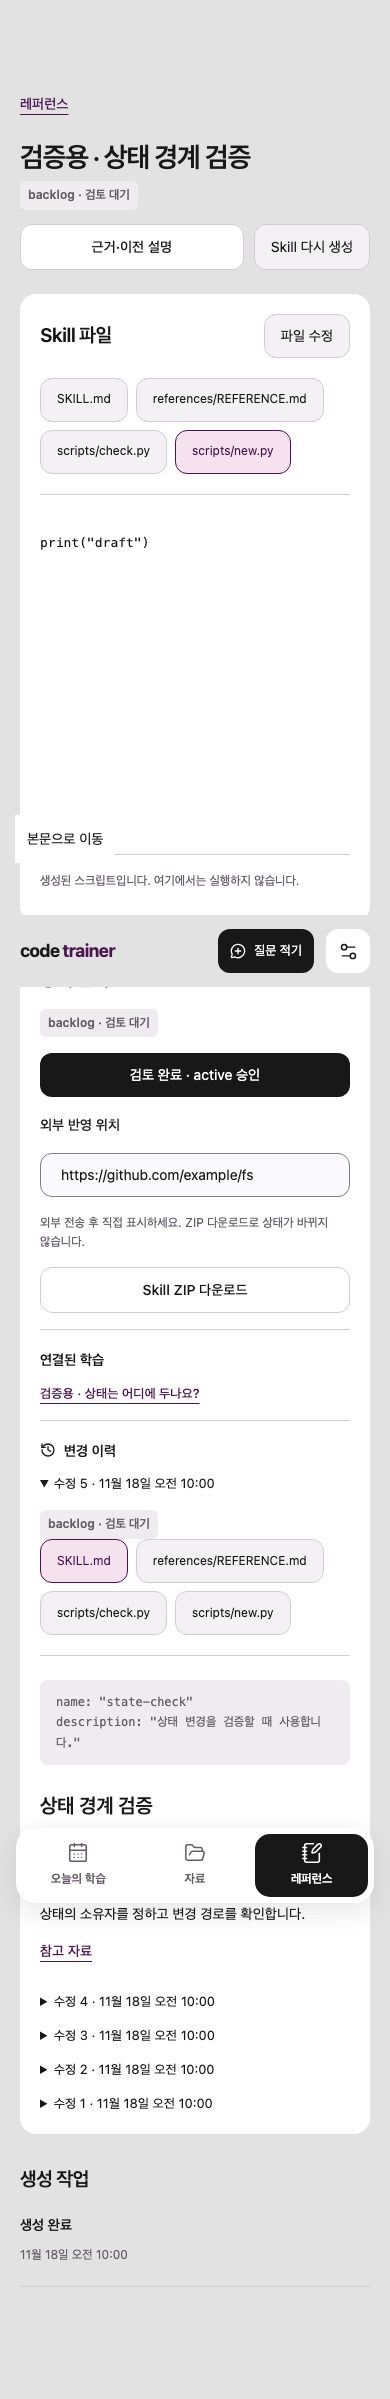 레퍼런스
검증용 · 상태 경계 검증
backlog · 검토 대기
근거·이전 설명
Skill 다시 생성
Skill 파일
파일 수정
SKILL.md
references/REFERENCE.md
scripts/check.py
scripts/new.py
print("draft")
본문으로 이동
생성된 스크립트입니다. 여기에서는 실행하지 않습니다.
code trainer
질문 적기
backlog · 검토 대기
검토 완료 · active 승인
외부 반영 위치
https://github.com/example/fs
외부 전송 후 직접 표시하세요. ZIP 다운로드로 상태가 바뀌지
않습니다.
Skill ZIP 다운로드
연결된 학습
검증용 · 상태는 어디에 두나요?
변경 이력
▼ 수정 5 · 11월 18일 오전 10:00
backlog · 검토 대기
SKILL.md
references/REFERENCE.md
scripts/check.py
scripts/new.py
name: "state-check"
description: "상태 변경을 검증할 때 사용합니
다."
상태 경계 검증
오늘의 학습
자료
레퍼런스
상태의 소유자를 정하고 변경 경로를 확인합니다.
참고 자료
▶ 수정 4 · 11월 18일 오전 10:00
▶ 수정 3 · 11월 18일 오전 10:00
▶ 수정 2 · 11월 18일 오전 10:00
▶ 수정 1 · 11월 18일 오전 10:00
생성 작업
생성 완료
11월 18일 오전 10:00